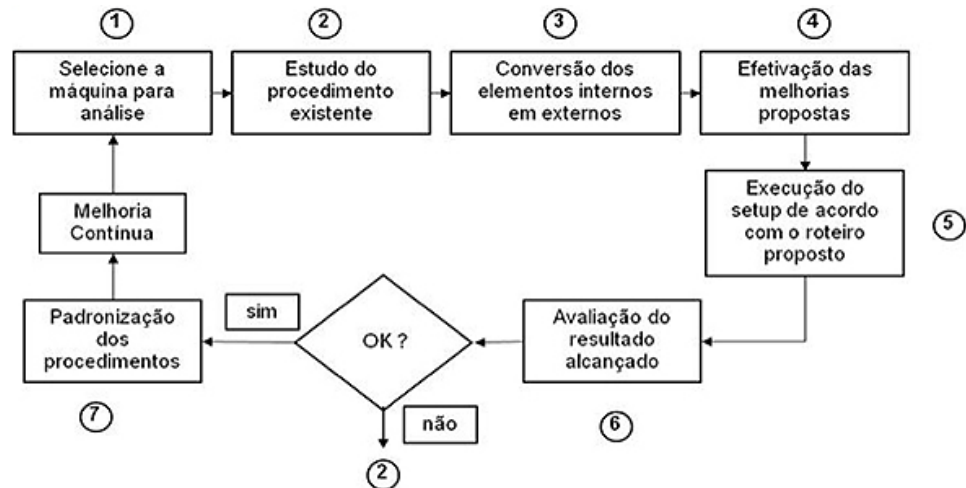 1
2
3
4
Selecione a
máquina para
análise
Estudo do
procedimento
existente
Conversão dos
elementos internos
em externos
Efetivação das
melhorias
propostas
Execução do
setup de acordo
com o roteiro
proposto
5
Avaliação do
resultado
alcançado
6
OK ?
sim
não
2
Padronização
dos
procedimentos
7
Melhoria
Contínua